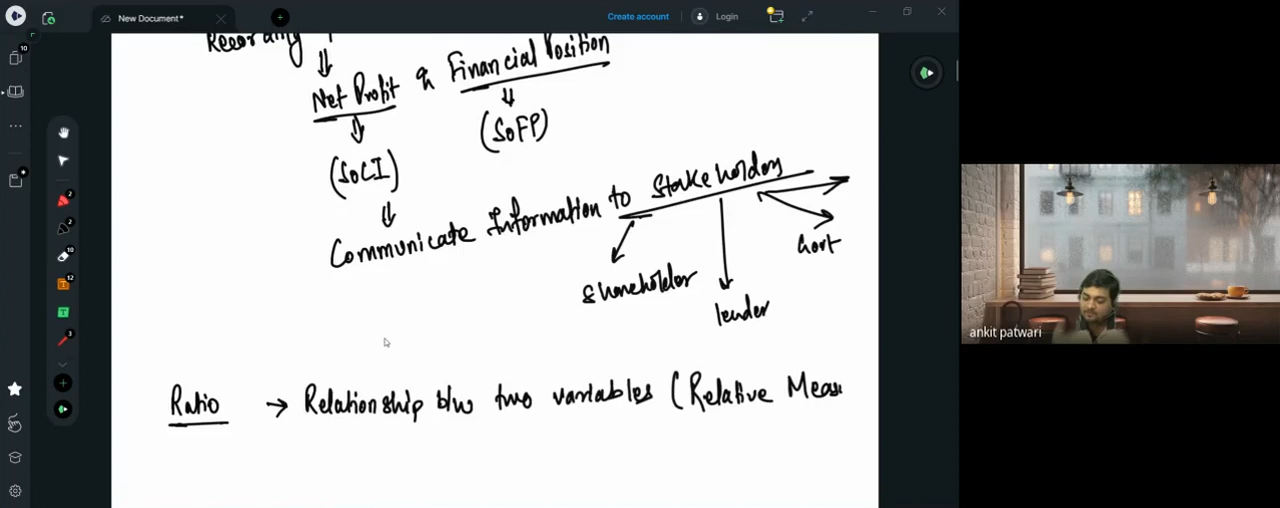 New Document*
Create account
Login
Recording
Net Profit & Financial Position
(SoCI)
(SoFP)
Communicate Information to Stakeholders
Shareholder
lender
Govt
Ratio → Relationship b/w two variables (Relative Meas
ankit patwari